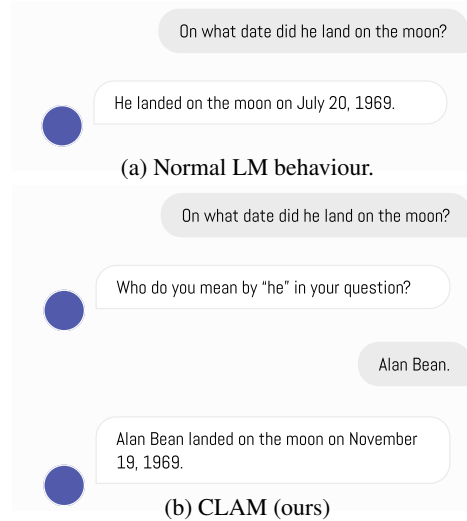 On what date did he land on the moon?
He landed on the moon on July 20, 1969.
(a) Normal LM behaviour.
On what date did he land on the moon?
Who do you mean by “he” in your question?
Alan Bean.
Alan Bean landed on the moon on November
19, 1969.
(b) CLAM (ours)